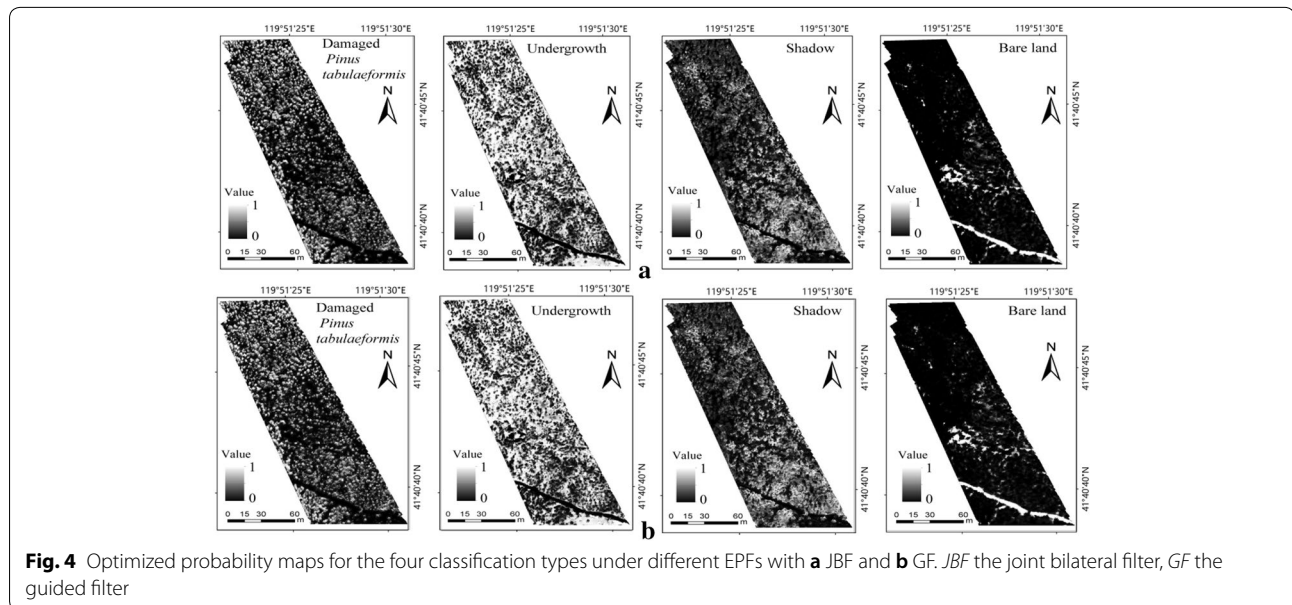 119°51'25"E 119°51'30"E 119°51'25"E 119°51'30"E 119°51'25"E 119°51'30"E 119°51'25"E 119°51'30"E
Damaged
Pinus
tabulaeformis
N
41°40'45"N
41°40'40"N
Value
1
0
0 15 30 60
m
Undergrowth
N
41°40'45"N
41°40'40"N
Value
1
0
0 15 30 60
m
Shadow
N
41°40'45"N
41°40'40"N
Value
1
0
0 15 30 60
m
Bare land
N
41°40'45"N
41°40'40"N
Value
1
0
0 15 30 60
m
a
119°51'25"E 119°51'30"E 119°51'25"E 119°51'30"E 119°51'25"E 119°51'30"E 119°51'25"E 119°51'30"E
Damaged
Pinus
tabulaeformis
N
41°40'45"N
41°40'40"N
Value
1
0
0 15 30 60
m
Undergrowth
N
41°40'45"N
41°40'40"N
Value
1
0
0 15 30 60
m
Shadow
N
41°40'45"N
41°40'40"N
Value
1
0
0 15 30 60
m
Bare land
N
41°40'45"N
41°40'40"N
Value
1
0
0 15 30 60
m
b
Fig. 4 Optimized probability maps for the four classification types under different EPFs with a JBF and b GF. JBF the joint bilateral filter, GF the
guided filter